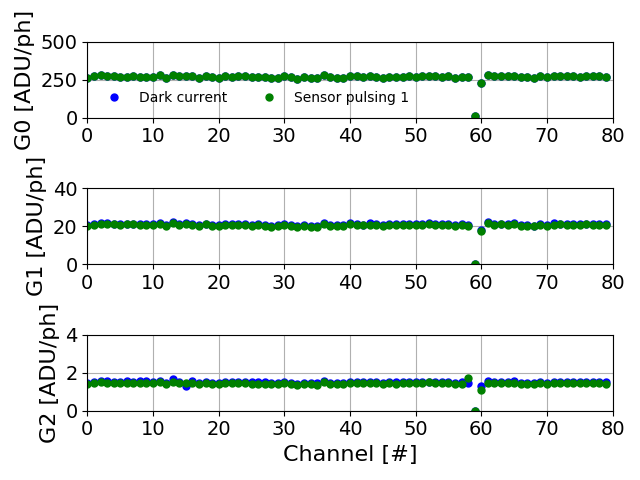 G0 [ADU/ph]
500
250
0
Dark current
Sensor pulsing 1
0 10 20 30 40 50 60 70 80
G1 [ADU/ph]
40
20
0
0 10 20 30 40 50 60 70 80
G2 [ADU/ph]
4
2
0
0 10 20 30 40 50 60 70 80
Channel [#]